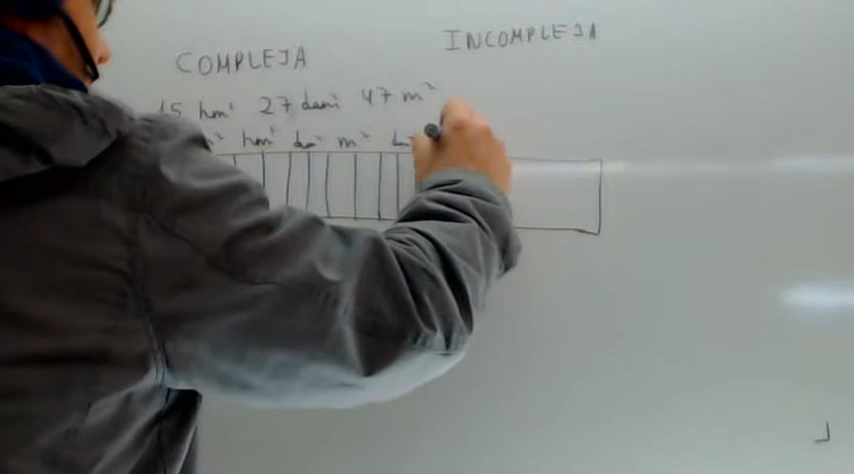 COMPLEJA
INCOMPLEJA
15 hm² 27 dam² 47 m²
hm² dam² m²